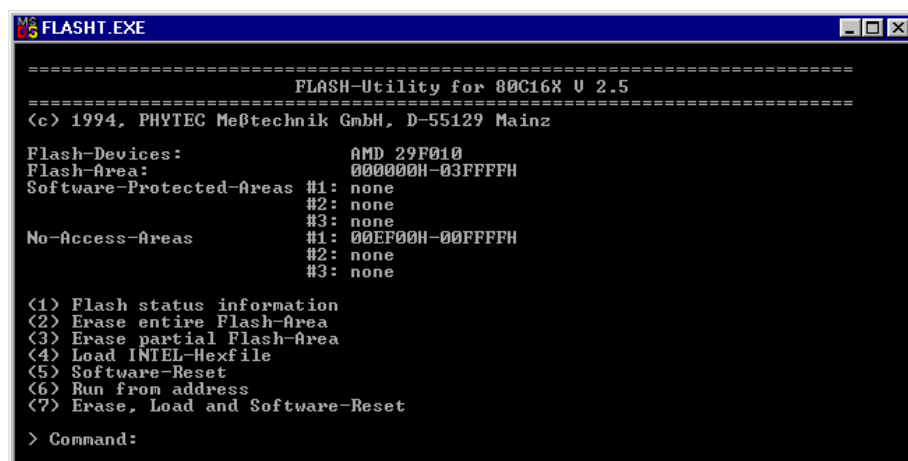 FLASHT.EXE
==========================================================================
FLASH-Utility for 80C16X V 2.5
==========================================================================
(c) 1994, PHYTEC Meßtechnik GmbH, D-55129 Mainz
Flash-Devices: AMD 29F010
Flash-Area: 000000H-03FFFFH
Software-Protected-Areas #1: none
#2: none
#3: none
No-Access-Areas #1: 00EF00H-00FFFFH
#2: none
#3: none
(1) Flash status information
(2) Erase entire Flash-Area
(3) Erase partial Flash-Area
(4) Load INTEL-Hexfile
(5) Software-Reset
(6) Run from address
(7) Erase, Load and Software-Reset
> Command: